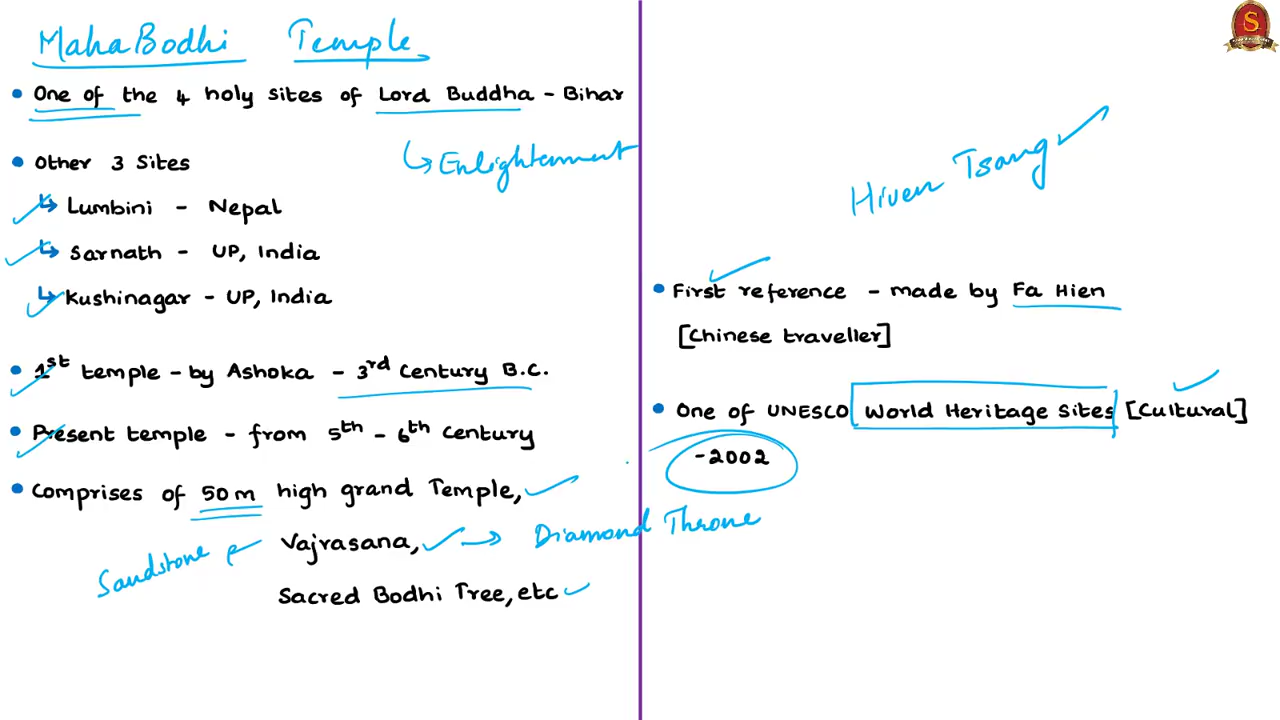 MahaBodhi Temple
• One of the 4 holy sites of Lord Buddha - Bihar
↳ Enlightenment
• Other 3 Sites
↳ Lumbini - Nepal
↳ Sarnath - UP, India
↳ Kushinagar - UP, India
• 1st temple - by Ashoka - 3rd Century B.C.
• Present temple - from 5th - 6th Century
• Comprises of 50m high grand Temple,
Sandstone ← Vajrasana, → Diamond Throne
Sacred Bodhi Tree, etc
Hiuen Tsang
• First reference - made by Fa Hien
[Chinese traveller]
• One of UNESCO World Heritage Sites [Cultural]
-2002
S